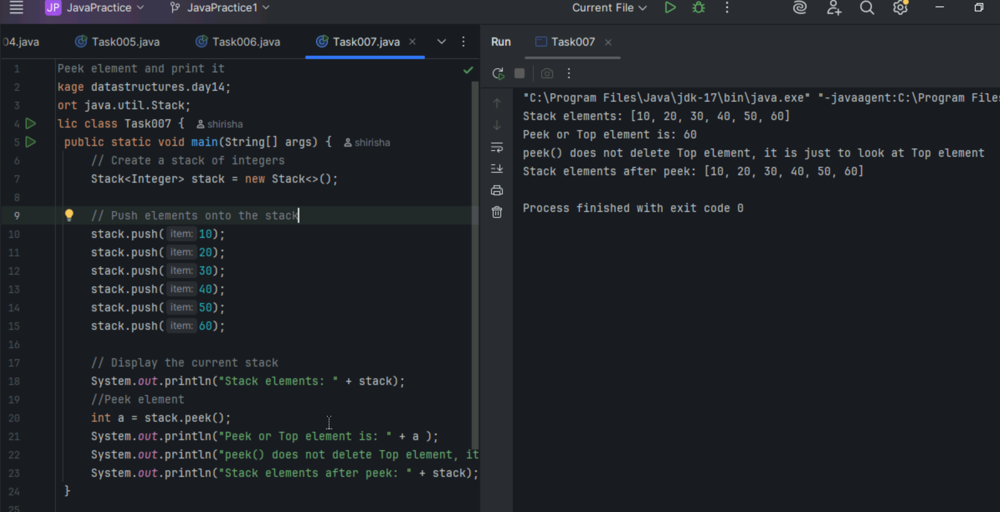 JP JavaPractice JavaPractice1 Current File
04.java Task005.java Task006.java Task007.java
Run Task007
1 Peek element and print it
2 kage datastructures.day14;
3 ort java.util.Stack;
4 lic class Task007 { shirisha
5 public static void main(String[] args) { shirisha
6 // Create a stack of integers
7 Stack<Integer> stack = new Stack<>();
8
9 // Push elements onto the stack
10 stack.push( item: 10);
11 stack.push( item: 20);
12 stack.push( item: 30);
13 stack.push( item: 40);
14 stack.push( item: 50);
15 stack.push( item: 60);
16
17 // Display the current stack
18 System.out.println("Stack elements: " + stack);
19 //Peek element
20 int a = stack.peek();
21 System.out.println("Peek or Top element is: " + a );
22 System.out.println("peek() does not delete Top element, it
23 System.out.println("Stack elements after peek: " + stack);
24 }
25
"C:\Program Files\Java\jdk-17\bin\java.exe" "-javaagent:C:\Program Files
Stack elements: [10, 20, 30, 40, 50, 60]
Peek or Top element is: 60
peek() does not delete Top element, it is just to look at Top element
Stack elements after peek: [10, 20, 30, 40, 50, 60]
Process finished with exit code 0